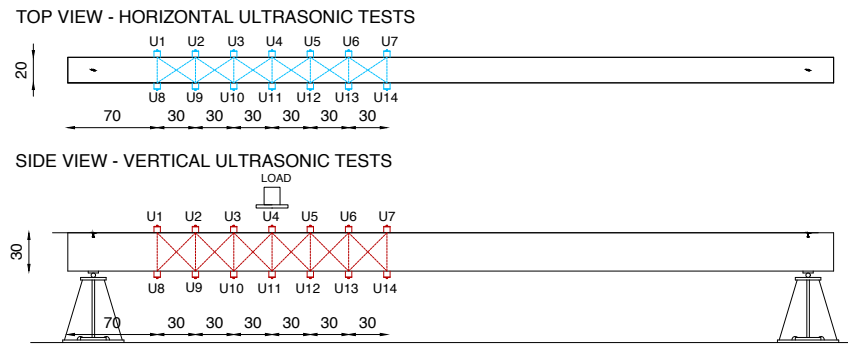 TOP VIEW - HORIZONTAL ULTRASONIC TESTS
U1 U2 U3 U4 U5 U6 U7
20
U8 U9 U10 U11 U12 U13 U14
70 30 30 30 30 30 30
SIDE VIEW - VERTICAL ULTRASONIC TESTS
LOAD
U1 U2 U3 U4 U5 U6 U7
30
U8 U9 U10 U11 U12 U13 U14
70 30 30 30 30 30 30